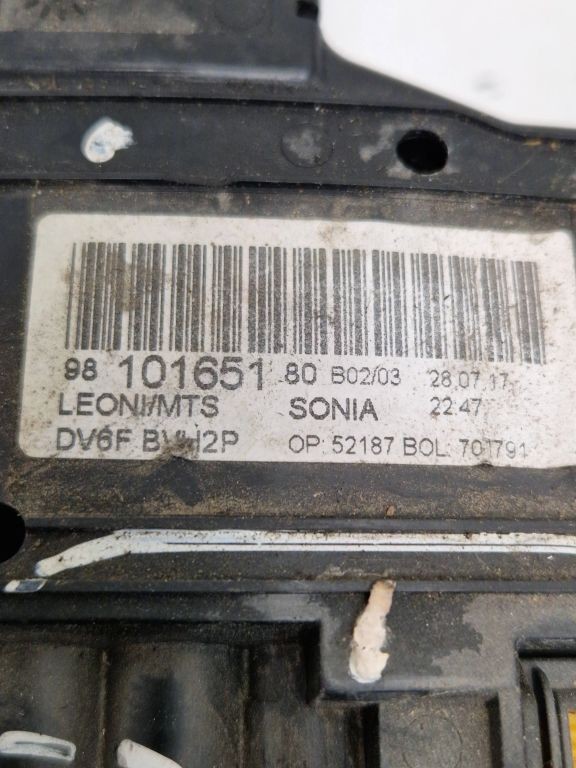 98 101651 80 B02/03 28.07.17
LEONI/MTS SONIA 22:47
DV6F OP: 52187 BOL: 701791